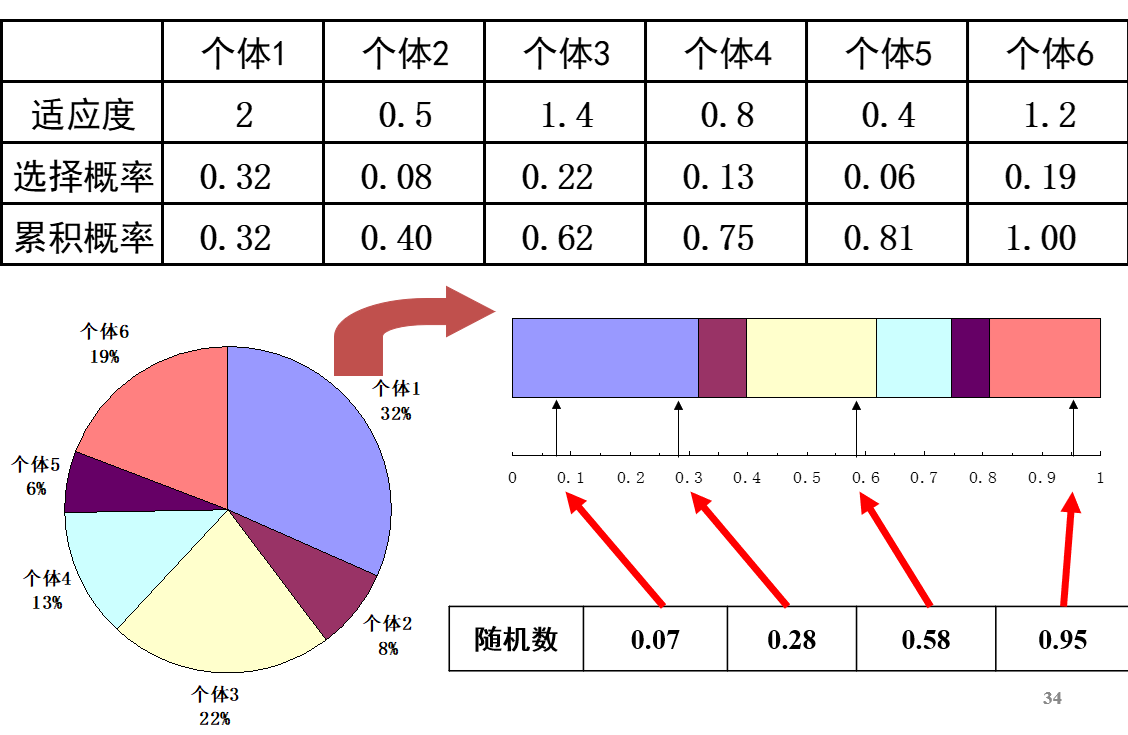 个体1 个体2 个体3 个体4 个体5 个体6
适应度 2 0.5 1.4 0.8 0.4 1.2
选择概率 0.32 0.08 0.22 0.13 0.06 0.19
累积概率 0.32 0.40 0.62 0.75 0.81 1.00
个体6
19%
个体1
32%
个体5
6%
个体4
13%
个体2
8%
个体3
22%
0 0.1 0.2 0.3 0.4 0.5 0.6 0.7 0.8 0.9 1
随机数 0.07 0.28 0.58 0.95
34